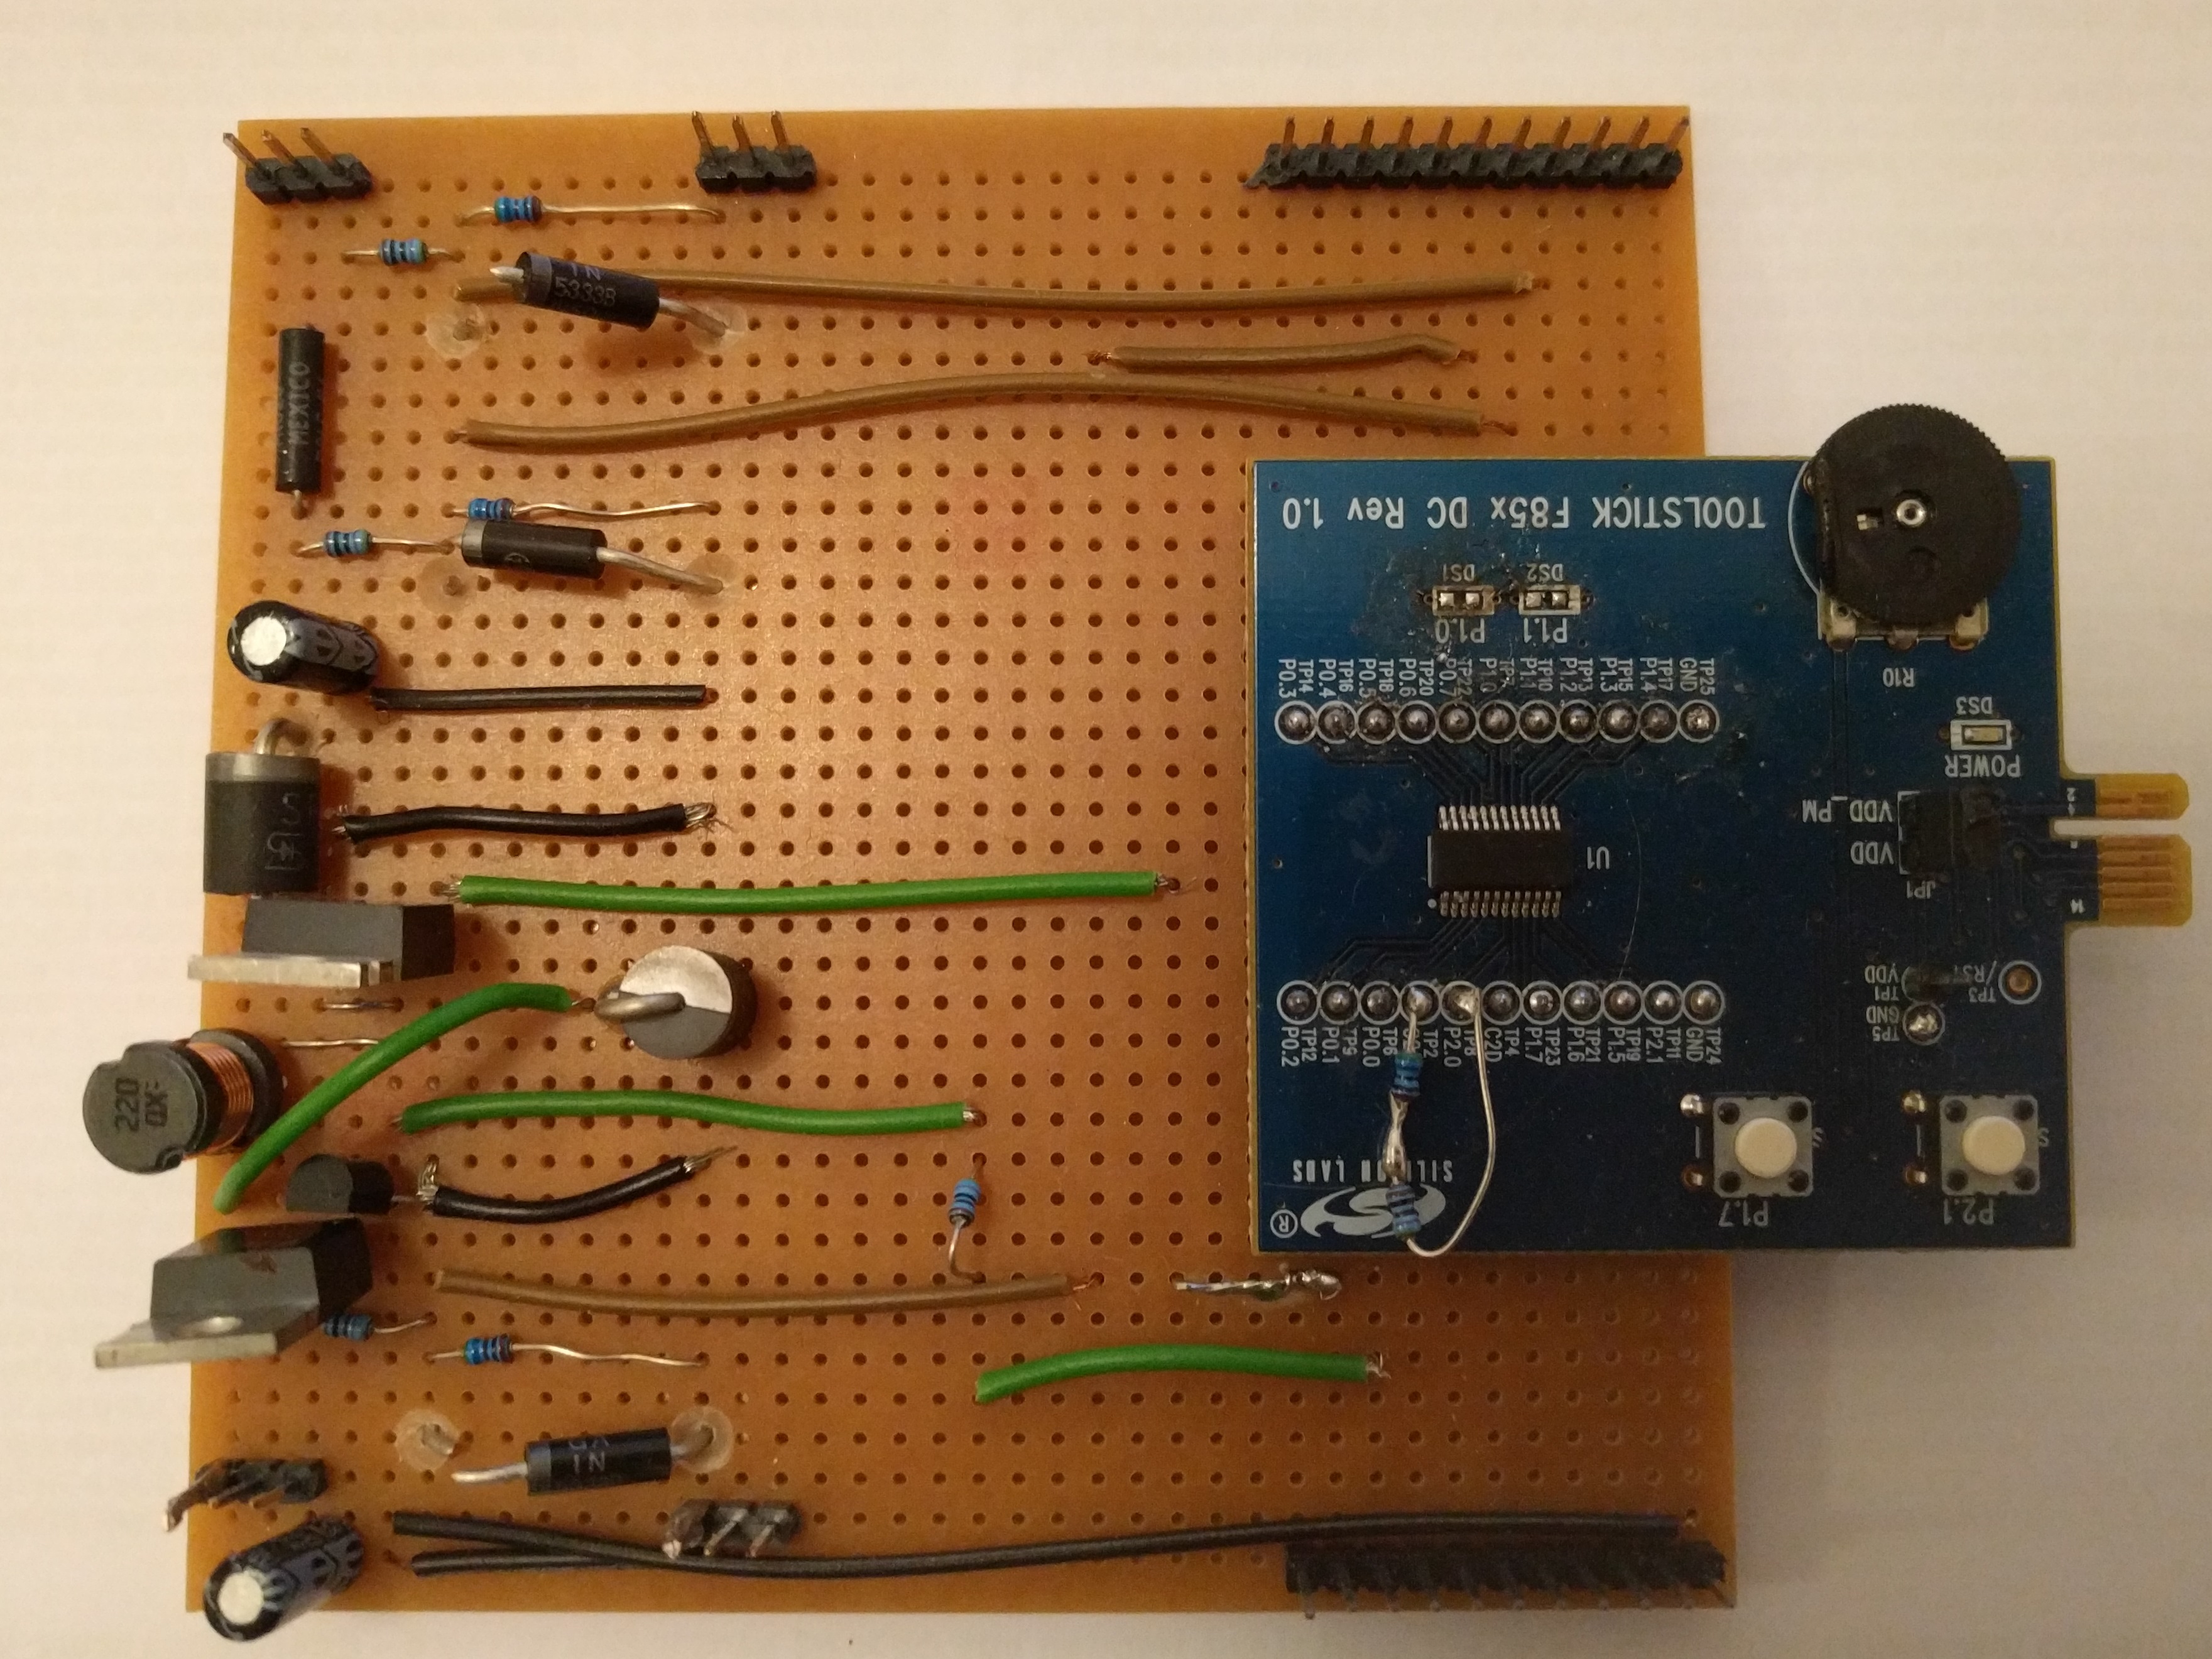 1N
5333B
MEXICO
TOOLSTICK F85x DC Rev 1.0
DS1
DS2
P1.0
P1.1
P0.3
TP14
P0.4
TP16
P0.5
TP18
P0.6
TP20
P0.7
TP22
P1.0
P1.1
TP10
P1.2
TP13
P1.3
TP15
P1.4
TP17
GND
TP25
R10
DS3
POWER
VDD_PM
VDD
JP1
U1
14
VDD
TP1
/RST
TP3
GND
TP5
P0.2
TP12
P0.1
TP9
P0.0
TP6
TP2
P2.0
TP8
C2D
TP4
P1.7
TP23
P1.6
TP21
P1.5
TP19
P2.1
TP11
GND
TP24
SILICON LABS
®
P1.7
P2.1
220
1N